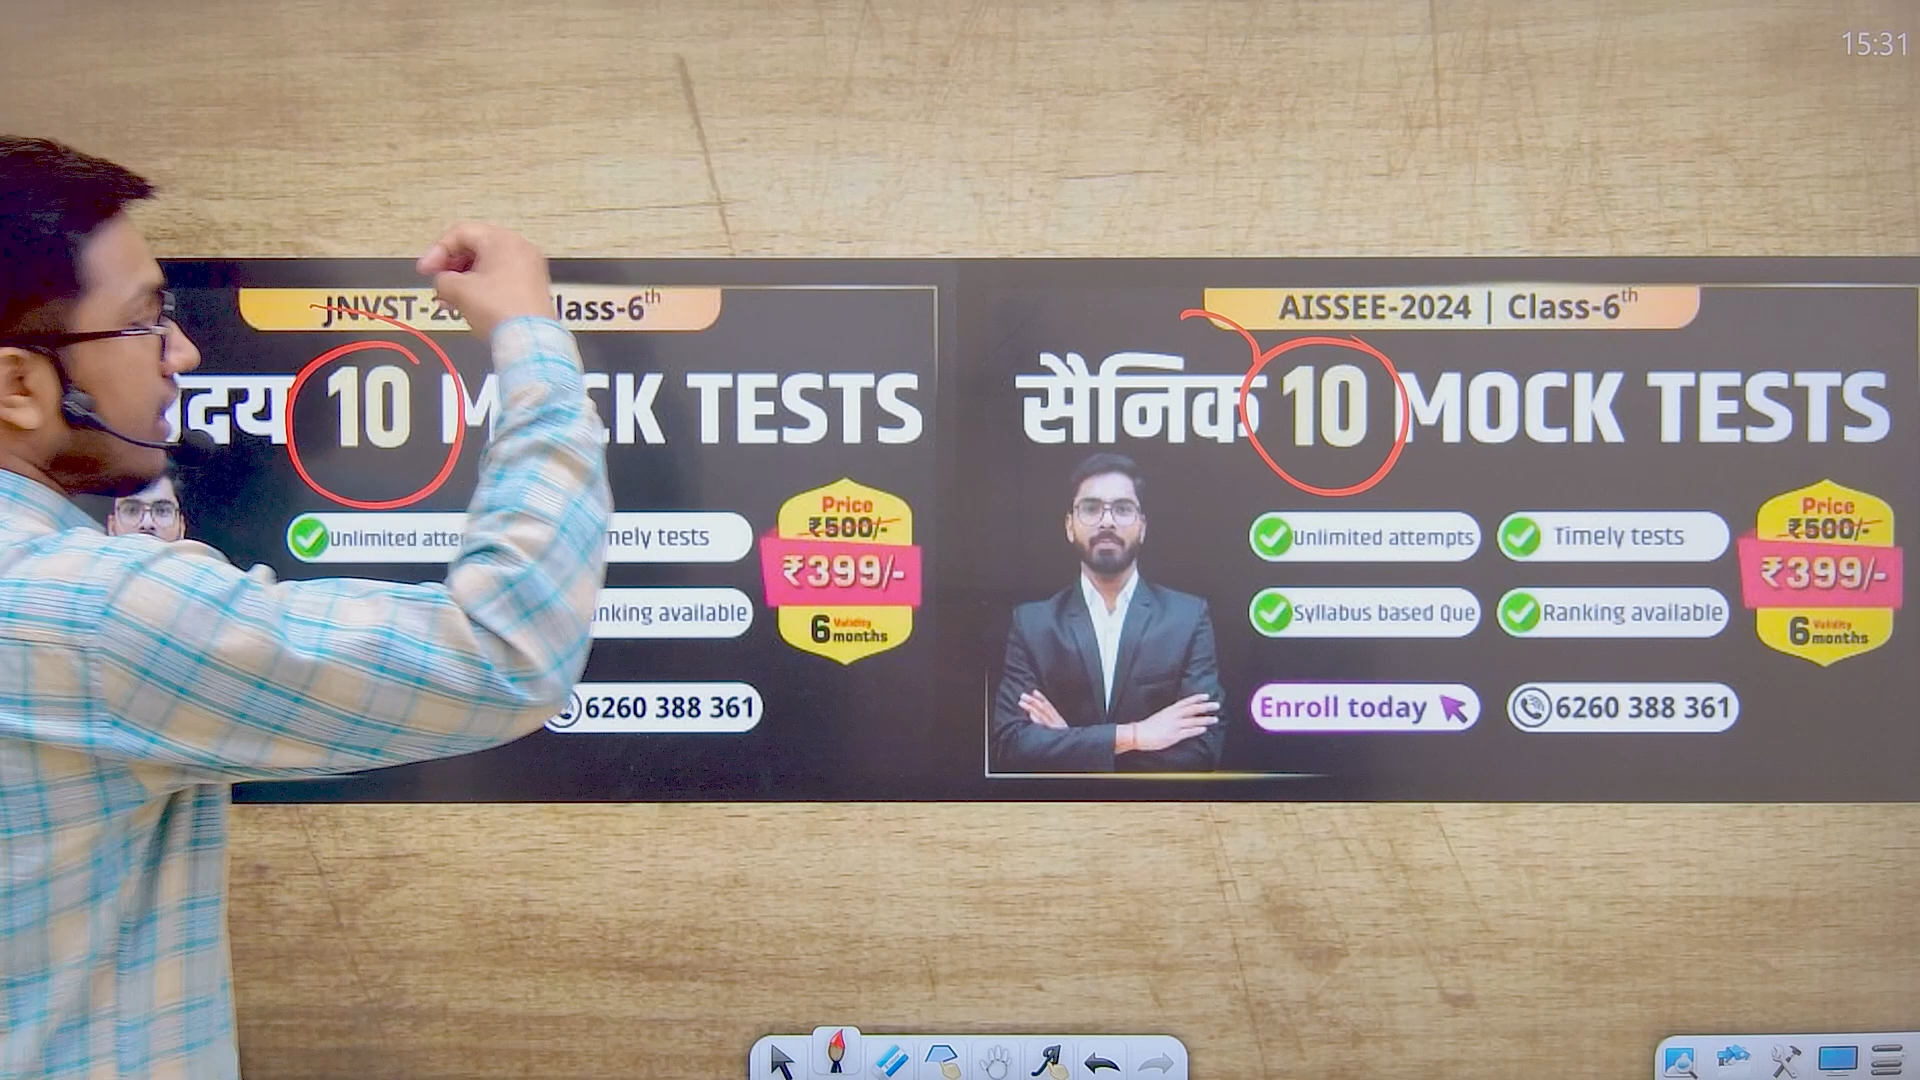 15:31
JNVST-20 lass-6th
दय 10 M CK TESTS
Unlimited atte
mely tests
Price
₹500/-
₹399/-
nking available
6 Validity months
6260 388 361
AISSEE-2024 | Class-6th
सैनिक 10 MOCK TESTS
Unlimited attempts
Timely tests
Price
₹500/-
₹399/-
Syllabus based Que
Ranking available
6 Validity months
Enroll today
6260 388 361